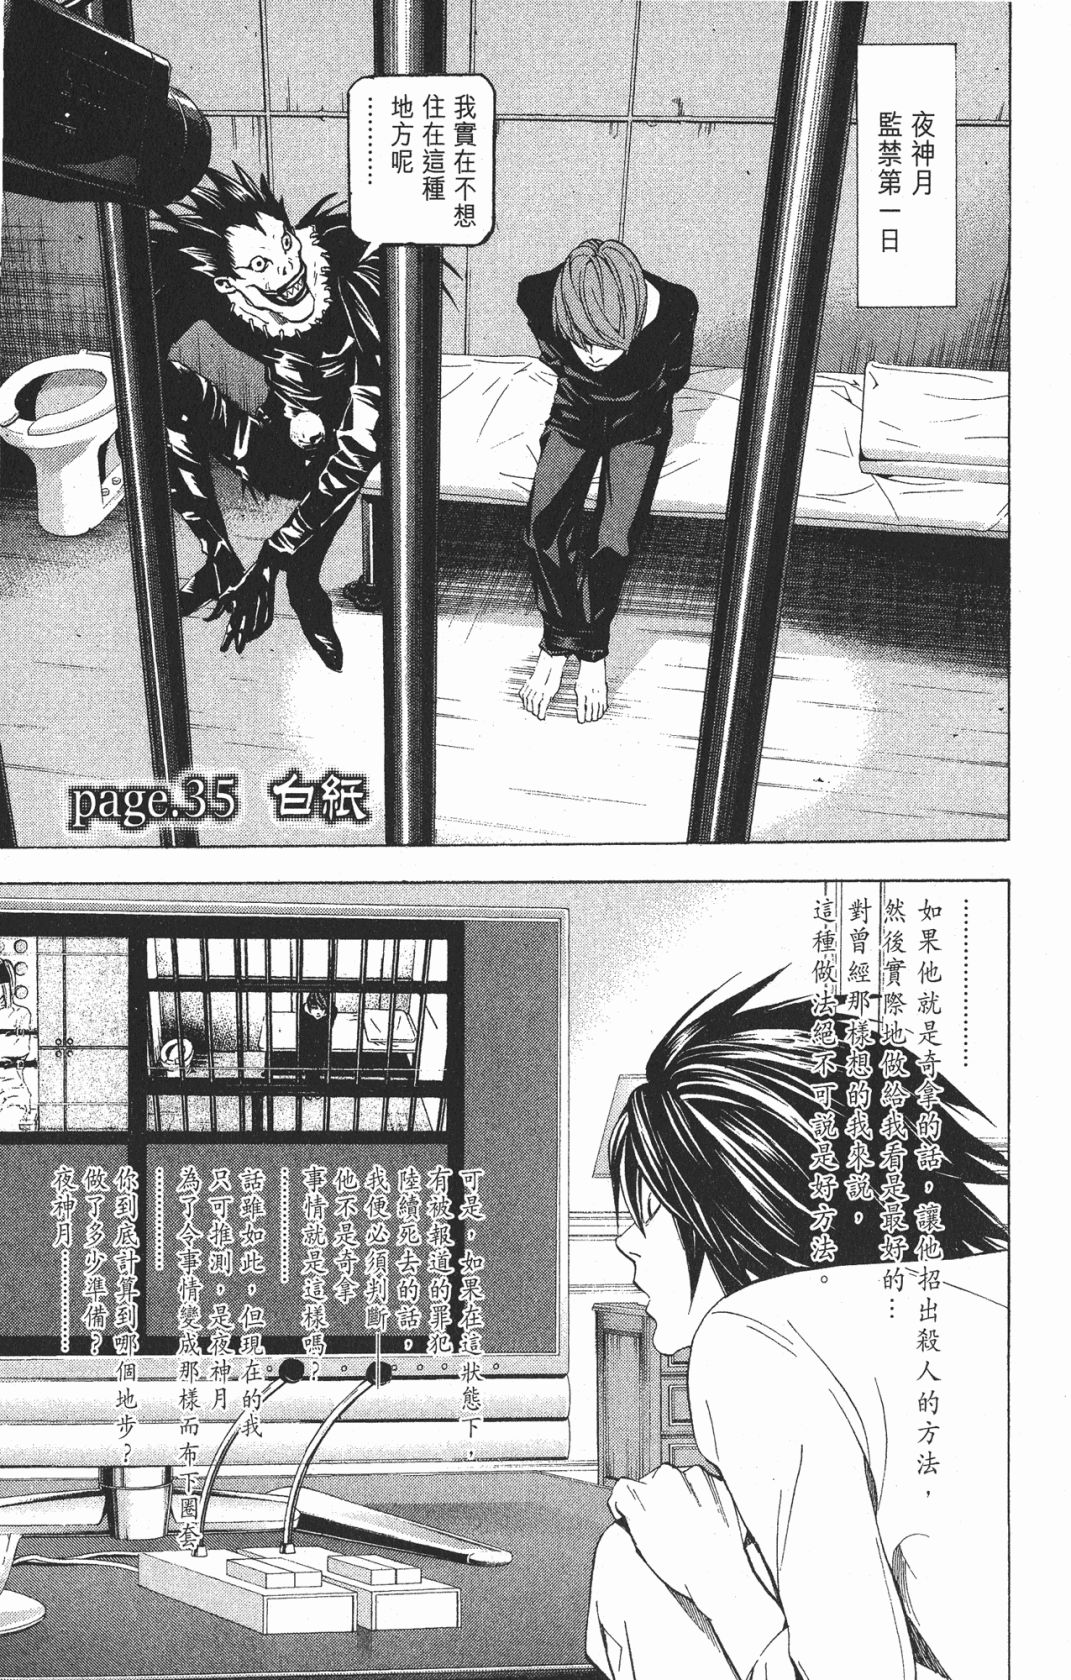 夜神月
監禁第一日
我實在不想
住在這種
地方呢
…………
page.35 白紙
…………
如果他就是奇拿的話，讓他招出殺人的方法，
然後實際地做給我看是最好的…
對曾經那樣想的我來說，
這種做法絕不可說是好方法。
可是，如果在這狀態下，
有被報道的罪犯
陸續死去的話，
我便必須判斷──
他不是奇拿
事情就是這樣嗎？
…………
話雖如此，但現在的我
只可推測，是夜神月
為了令事情變成那樣而布下圈套
…………
你到底計算到哪個地步？
做了多少準備？
夜神月…………